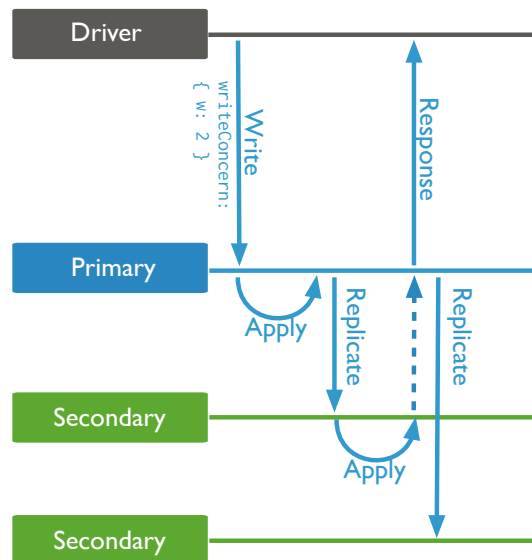 Driver
Write
writeConcern:
{ w: 2 }
Response
Primary
Apply
Replicate
Replicate
Secondary
Apply
Secondary